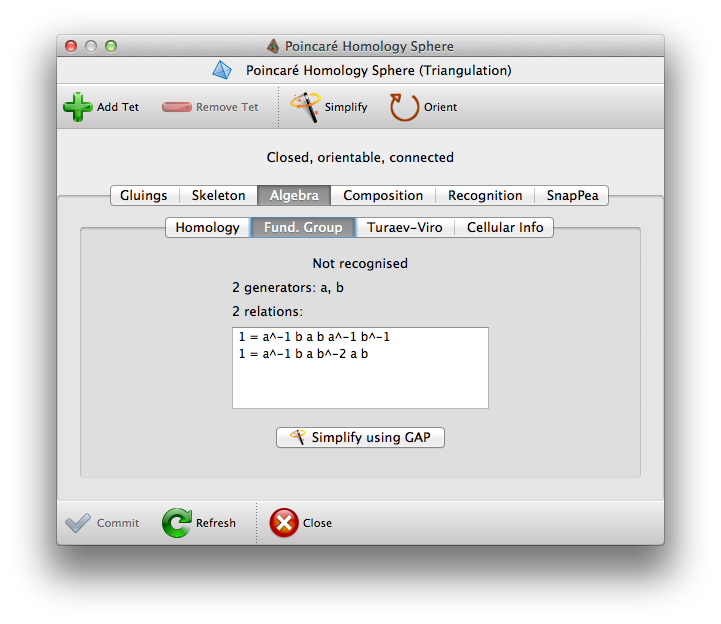 Poincaré Homology Sphere
Poincaré Homology Sphere (Triangulation)
Add Tet Remove Tet Simplify Orient
Closed, orientable, connected
Gluings Skeleton Algebra Composition Recognition SnapPea
Homology Fund. Group Turaev-Viro Cellular Info
Not recognised
2 generators: a, b
2 relations:
1 = a^-1 b a b a^-1 b^-1
1 = a^-1 b a b^-2 a b
Simplify using GAP
Commit Refresh Close